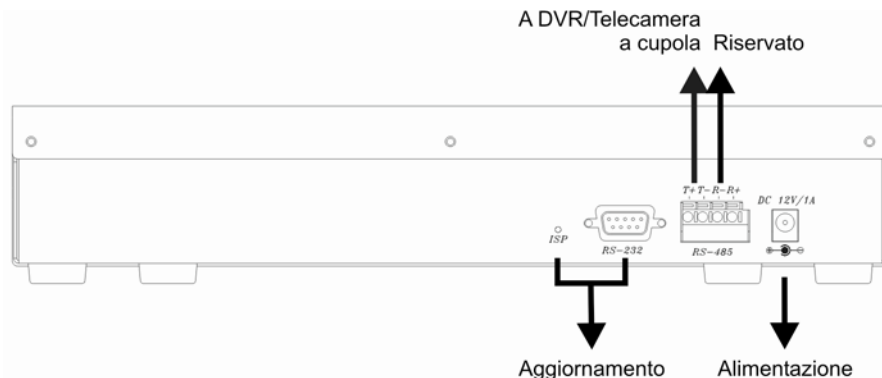 A DVR/Telecamera
a cupola Riservato
T+ T- R- R+
DC 12V/1A
ISP
RS-232
RS-485
Aggiornamento Alimentazione